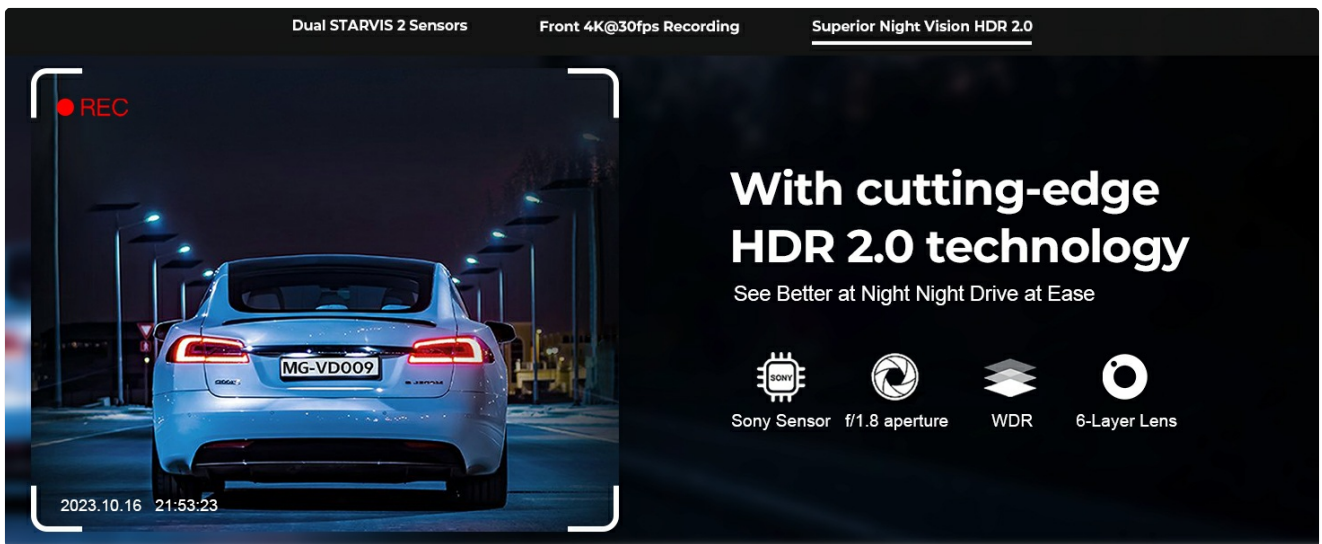 Dual STARVIS 2 Sensors
Front 4K@30fps Recording
Superior Night Vision HDR 2.0
REC
MG-VD009
2023.10.16 21:53:23
With cutting-edge
HDR 2.0 technology
See Better at Night Night Drive at Ease
SONY
Sony Sensor
f/1.8 aperture
WDR
6-Layer Lens